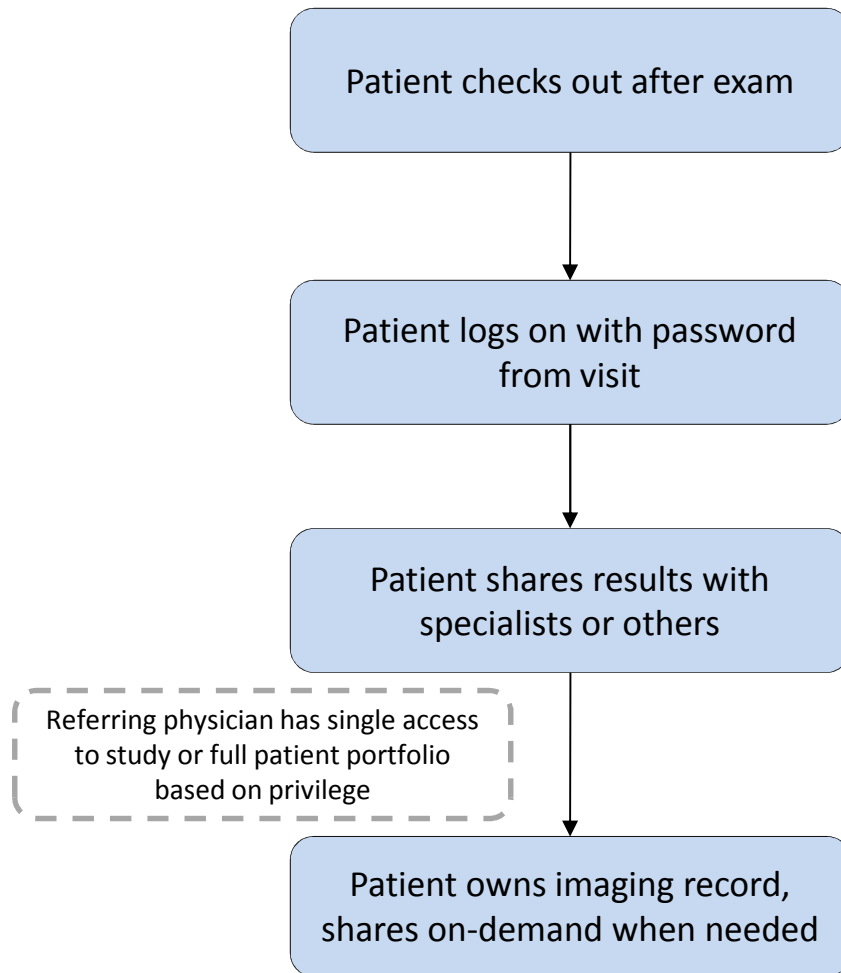 Patient checks out after exam
Patient logs on with password
from visit
Patient shares results with
specialists or others
Referring physician has single access
to study or full patient portfolio
based on privilege
Patient owns imaging record,
shares on-demand when needed